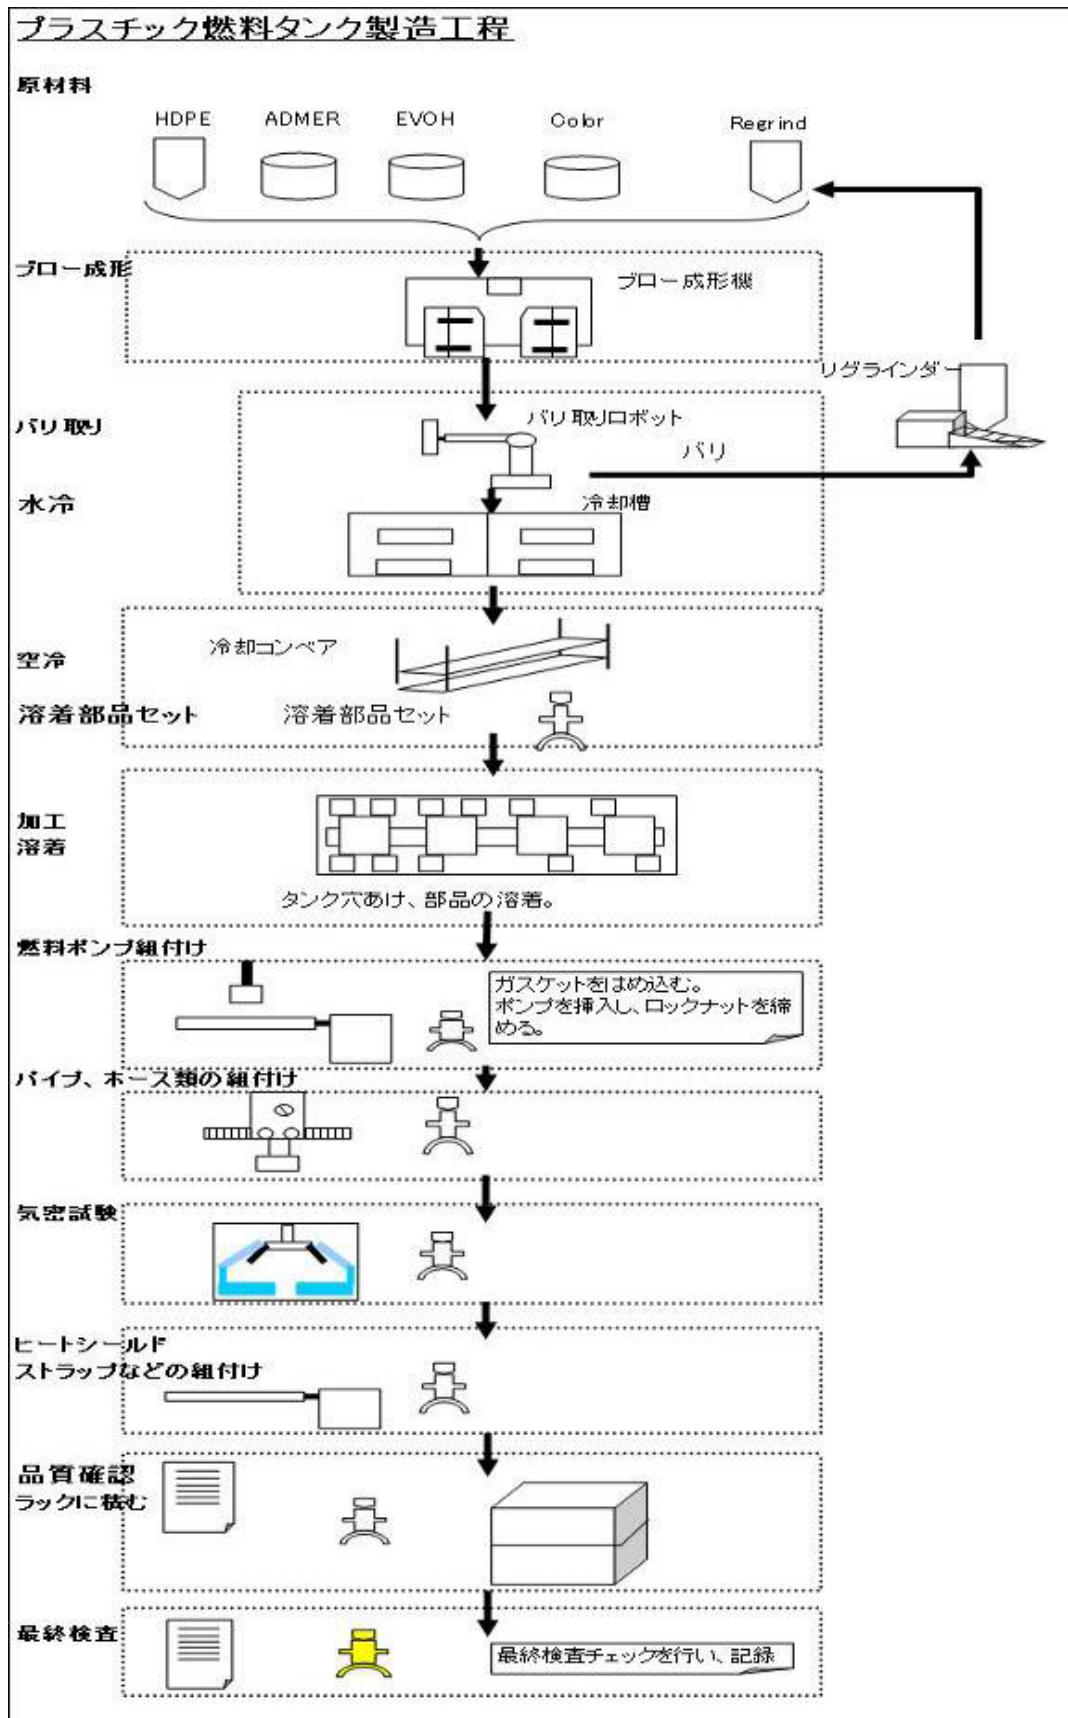 プラスチック燃料タンク製造工程
原材料
HDPE ADMER EVOH Color Regrind
ブロー成形
ブロー成形機
リグラインダー
バリ取り
バリ取りロボット
バリ
水冷
冷却槽
空冷
冷却コンベア
溶着部品セット 溶着部品セット
加工
溶着
タンク穴あけ、部品の溶着。
燃料ポンプ組付け
ガスケットをはめ込む。
ポンプを挿入し、ロックナットを締
める。
パイプ、ホース類の組付け
気密試験
ヒートシールド
ストラップなどの組付け
品質確認
ラックに積む
最終検査
最終検査チェックを行い、記録